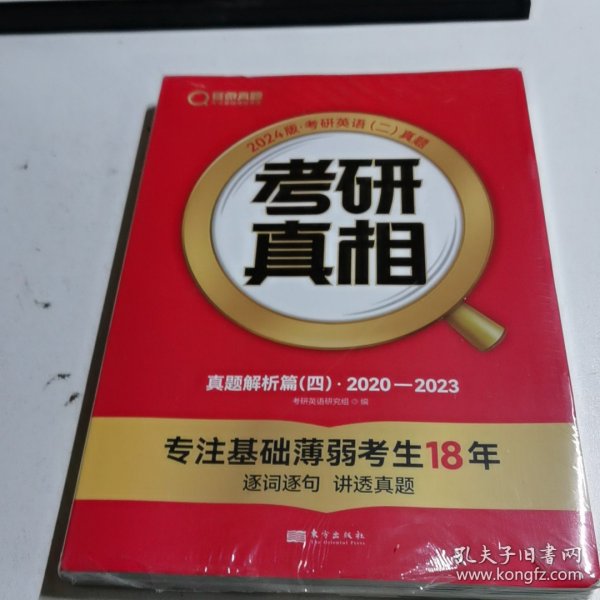 2024版·考研英语(二)真题
考研
真相
真题解析篇(四)·2020—2023
考研英语研究组 编
专注基础薄弱考生18年
逐词逐句 讲透真题
东方出版社
The Oriental Press
孔夫子旧书网
www.kongfz.com